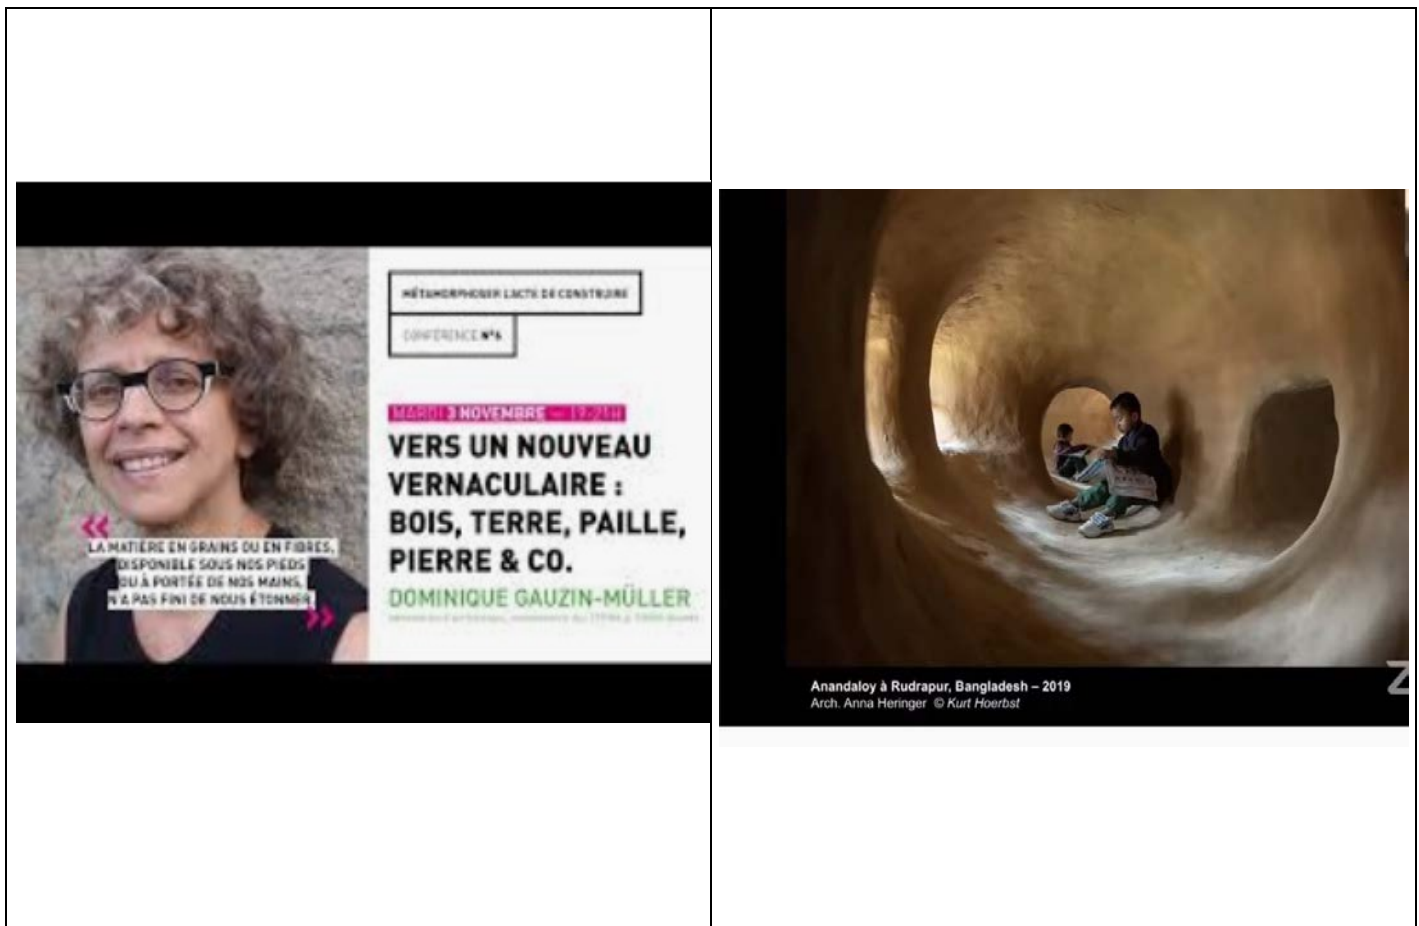 MÉTAMORPHOSER L'ACTE DE CONSTRUIRE
CONFÉRENCE N°6
MARDI 3 NOVEMBRE — 19-21H
VERS UN NOUVEAU
VERNACULAIRE :
BOIS, TERRE, PAILLE,
PIERRE & CO.
DOMINIQUE GAUZIN-MÜLLER
«
LA MATIÈRE EN GRAINS OU EN FIBRES,
DISPONIBLE SOUS NOS PIEDS
OU À PORTÉE DE NOS MAINS,
N'A PAS FINI DE NOUS ÉTONNER
»
Anandaloy à Rudrapur, Bangladesh – 2019
Arch. Anna Heringer © Kurt Hoerbst
Z